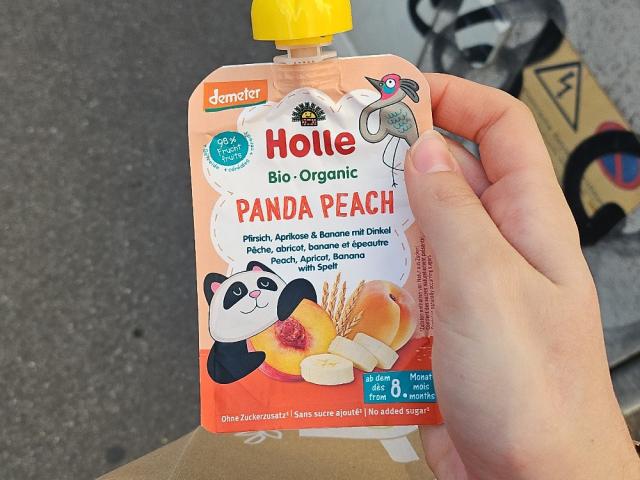 demeter
98%
Frucht
fruits
Holle
Bio · Organic
PANDA PEACH
Pfirsich, Aprikose & Banane mit Dinkel
Pêche, abricot, banane et épeautre
Peach, Apricot, Banana
with Spelt
ab dem
dès
from
8.
Monat
mois
months
Ohne Zuckerzusatz¹ | Sans sucre ajouté¹ | No added sugar¹